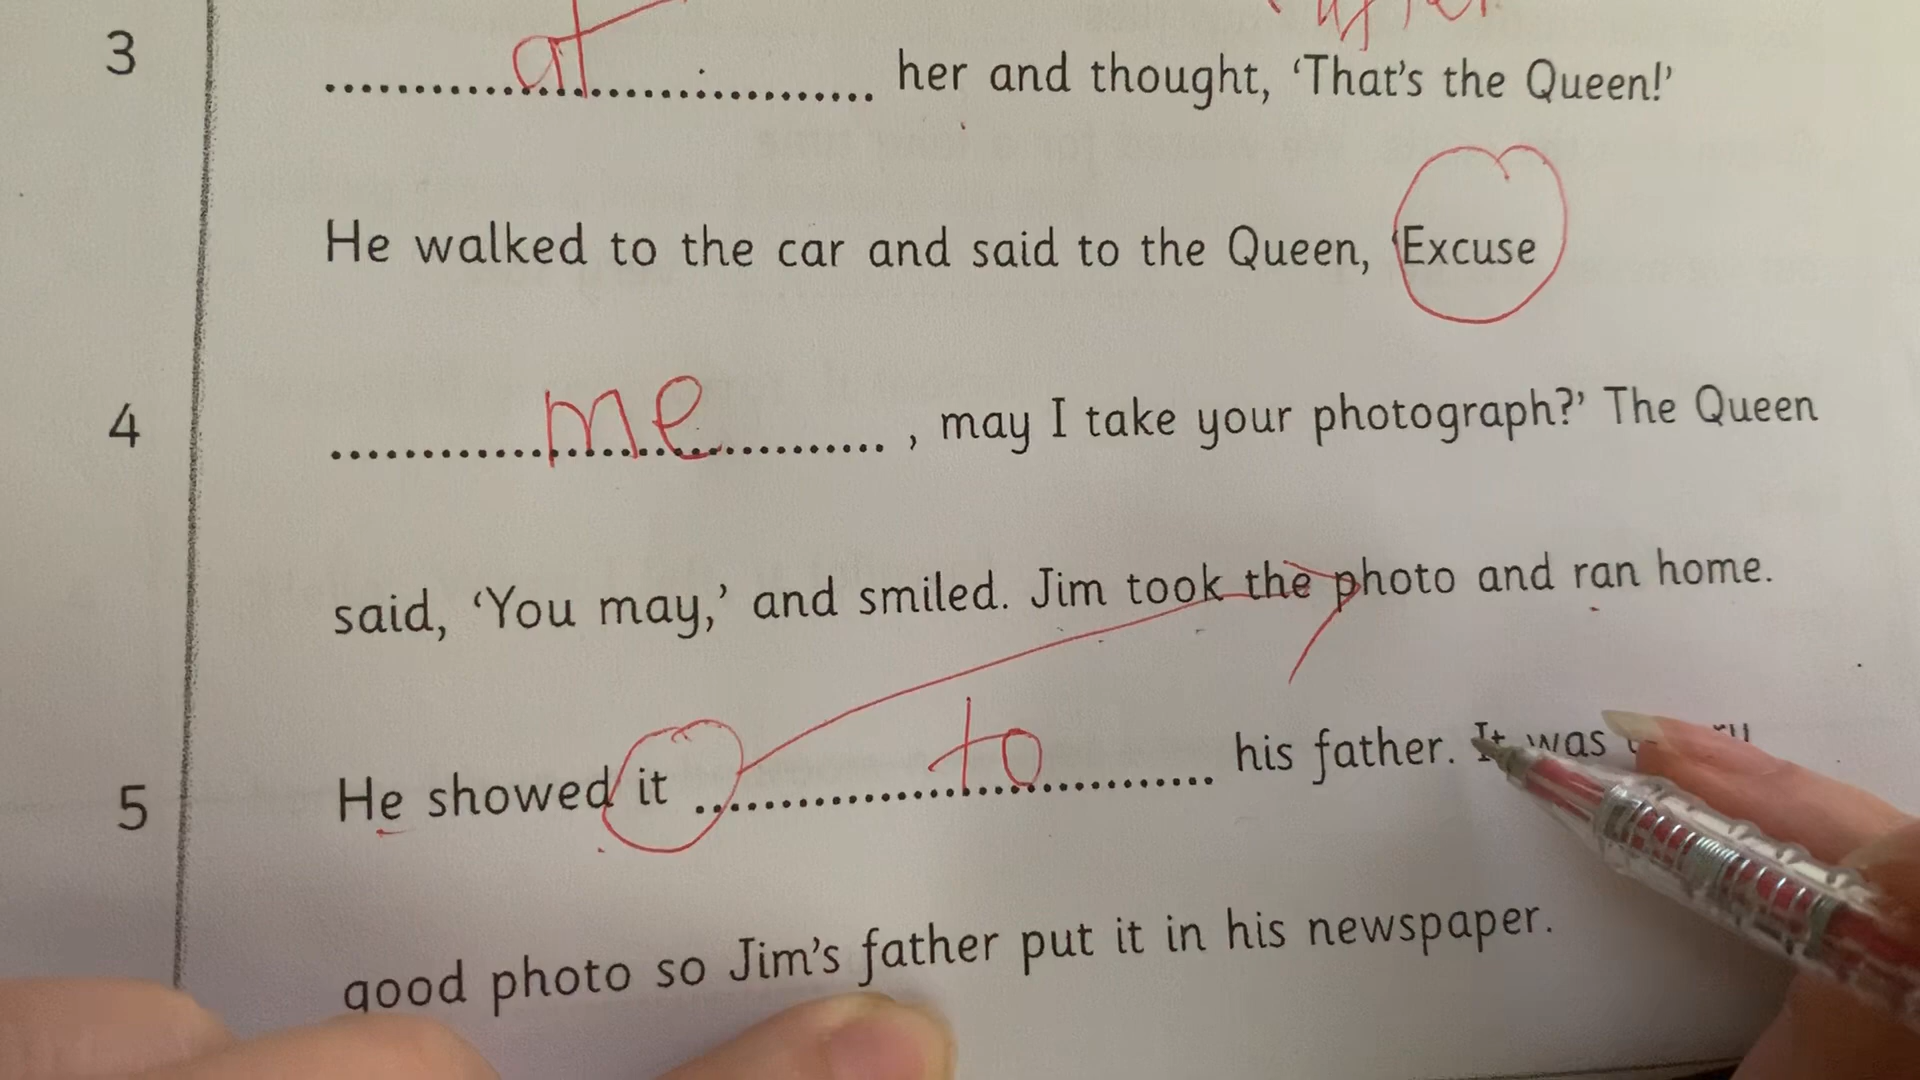 after
3 at her and thought, ‘That’s the Queen!’
He walked to the car and said to the Queen, ‘Excuse
4 me , may I take your photograph?’ The Queen
said, ‘You may,’ and smiled. Jim took the photo and ran home.
5 He showed it to his father. It was
good photo so Jim’s father put it in his newspaper.